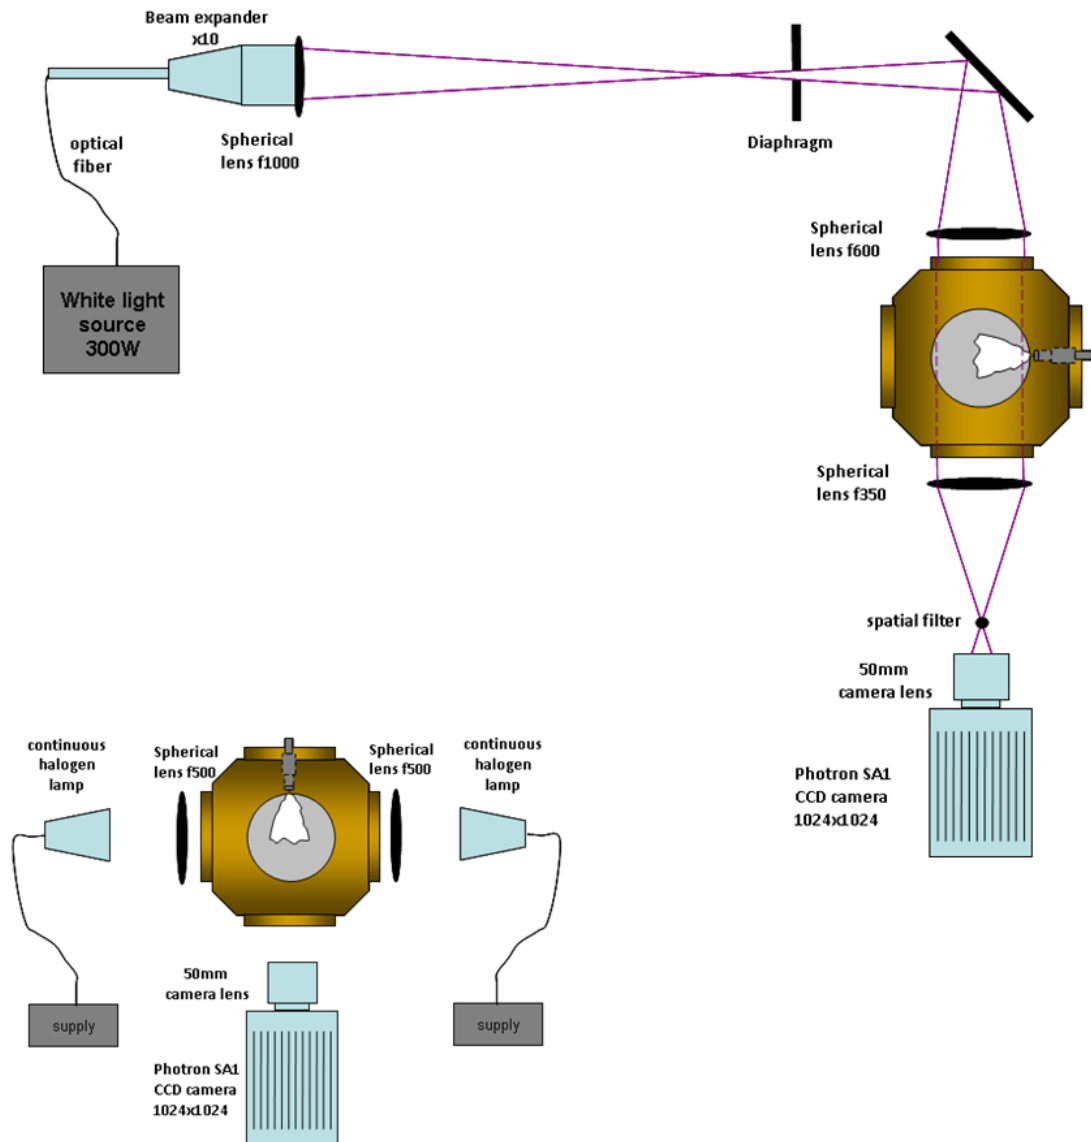 Beam expander
x10
optical
fiber
Spherical
lens f1000
Diaphragm
White light
source
300W
Spherical
lens f600
Spherical
lens f350
spatial filter
50mm
camera lens
Photron SA1
CCD camera
1024x1024
continuous
halogen
lamp
Spherical
lens f500
Spherical
lens f500
continuous
halogen
lamp
50mm
camera lens
supply
supply
Photron SA1
CCD camera
1024x1024